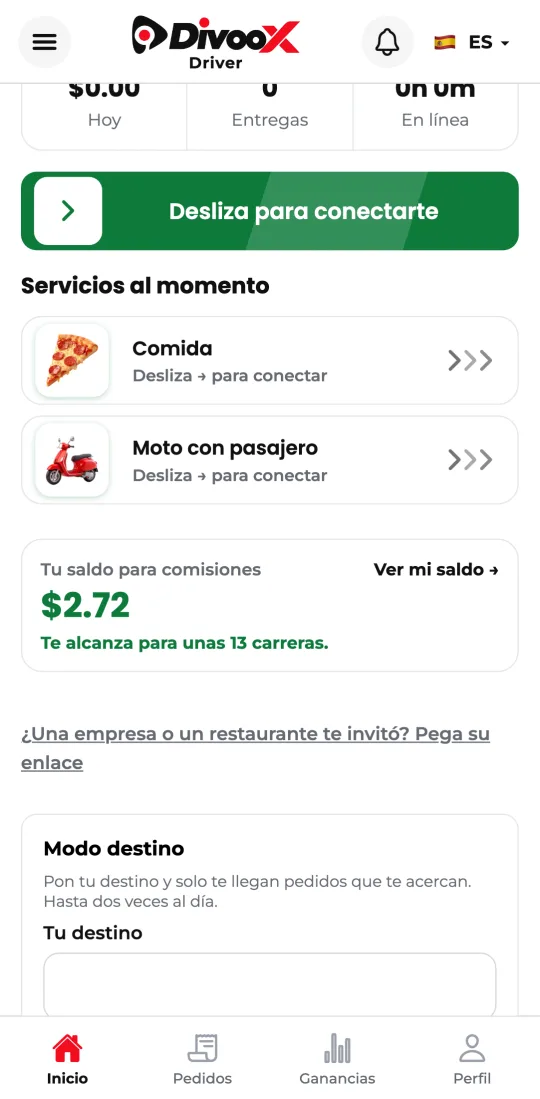 DivooX
Driver
ES
$0.00
0
0h 0m
Hoy
Entregas
En línea
Desliza para conectarte
Servicios al momento
Comida
Desliza → para conectar
Moto con pasajero
Desliza → para conectar
Tu saldo para comisiones
Ver mi saldo →
$2.72
Te alcanza para unas 13 carreras.
¿Una empresa o un restaurante te invitó? Pega su
enlace
Modo destino
Pon tu destino y solo te llegan pedidos que te acercan.
Hasta dos veces al día.
Tu destino
Inicio
Pedidos
Ganancias
Perfil